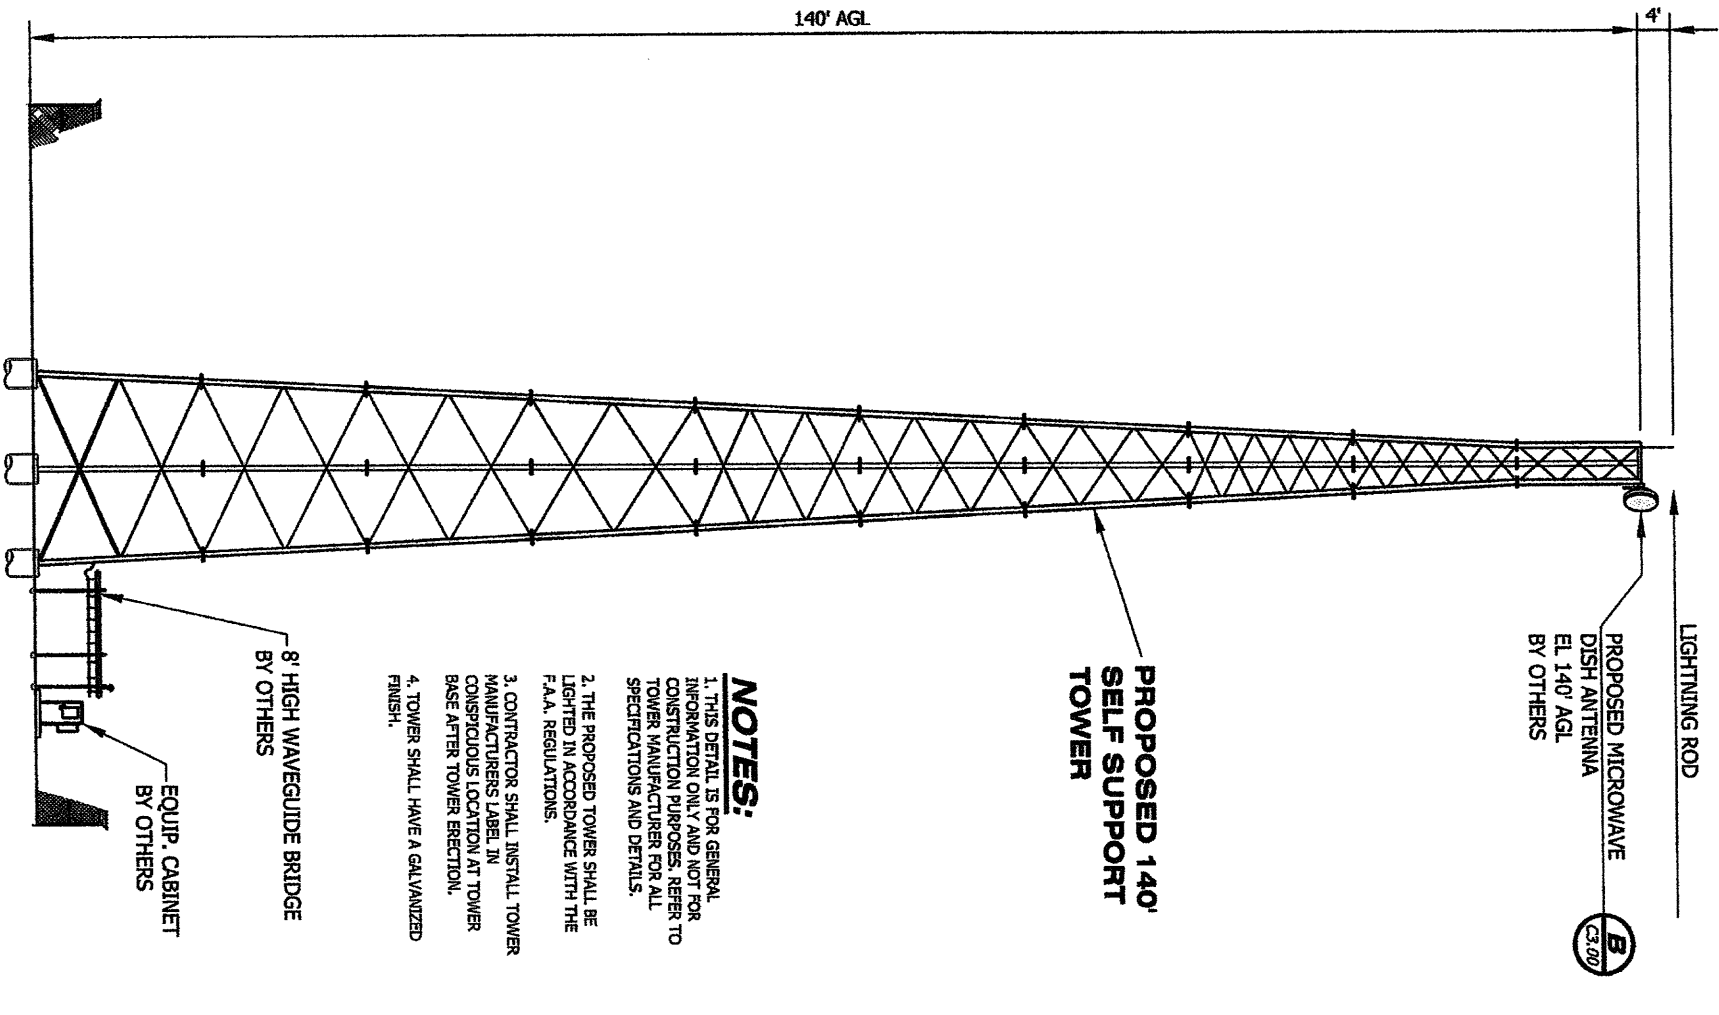 140' AGL
4'
LIGHTNING ROD
PROPOSED MICROWAVE
DISH ANTENNA
EL 140' AGL
BY OTHERS
B
C3.00
PROPOSED 140'
SELF SUPPORT
TOWER
NOTES:
1. THIS DETAIL IS FOR GENERAL
INFORMATION ONLY AND NOT FOR
CONSTRUCTION PURPOSES. REFER TO
TOWER MANUFACTURER FOR ALL
SPECIFICATIONS AND DETAILS.
2. THE PROPOSED TOWER SHALL BE
LIGHTED IN ACCORDANCE WITH THE
F.A.A. REGULATIONS.
3. CONTRACTOR SHALL INSTALL TOWER
MANUFACTURERS LABEL IN
CONSPICUOUS LOCATION AT TOWER
BASE AFTER TOWER ERECTION.
4. TOWER SHALL HAVE A GALVANIZED
FINISH.
8' HIGH WAVEGUIDE BRIDGE
BY OTHERS
EQUIP. CABINET
BY OTHERS